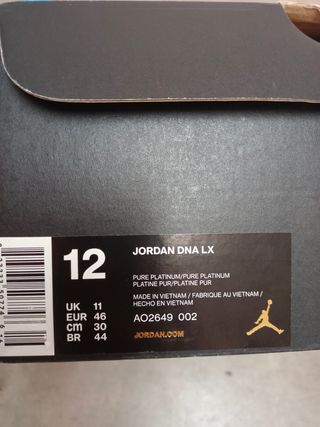 12
JORDAN DNA LX
PURE PLATINUM/PURE PLATINUM
PLATINE PUR/PLATINE PUR
MADE IN VIETNAM / FABRIQUE AU VIETNAM /
HECHO EN VIETNAM
UK 11
EUR 46
cm 30
BR 44
AO2649 002
JORDAN.COM